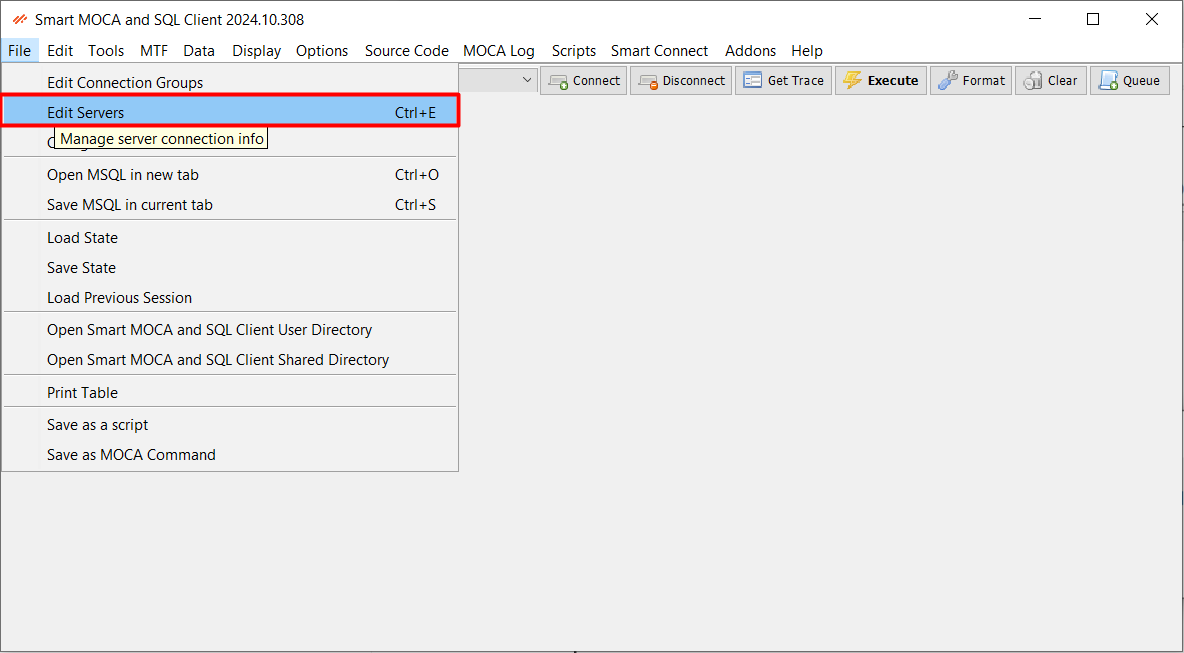 Smart MOCA and SQL Client 2024.10.308
File Edit Tools MTF Data Display Options Source Code MOCA Log Scripts Smart Connect Addons Help
Connect Disconnect Get Trace Execute Format Clear Queue
Edit Connection Groups
Edit Servers Ctrl+E
Manage server connection info
Open MSQL in new tab Ctrl+O
Save MSQL in current tab Ctrl+S
Load State
Save State
Load Previous Session
Open Smart MOCA and SQL Client User Directory
Open Smart MOCA and SQL Client Shared Directory
Print Table
Save as a script
Save as MOCA Command